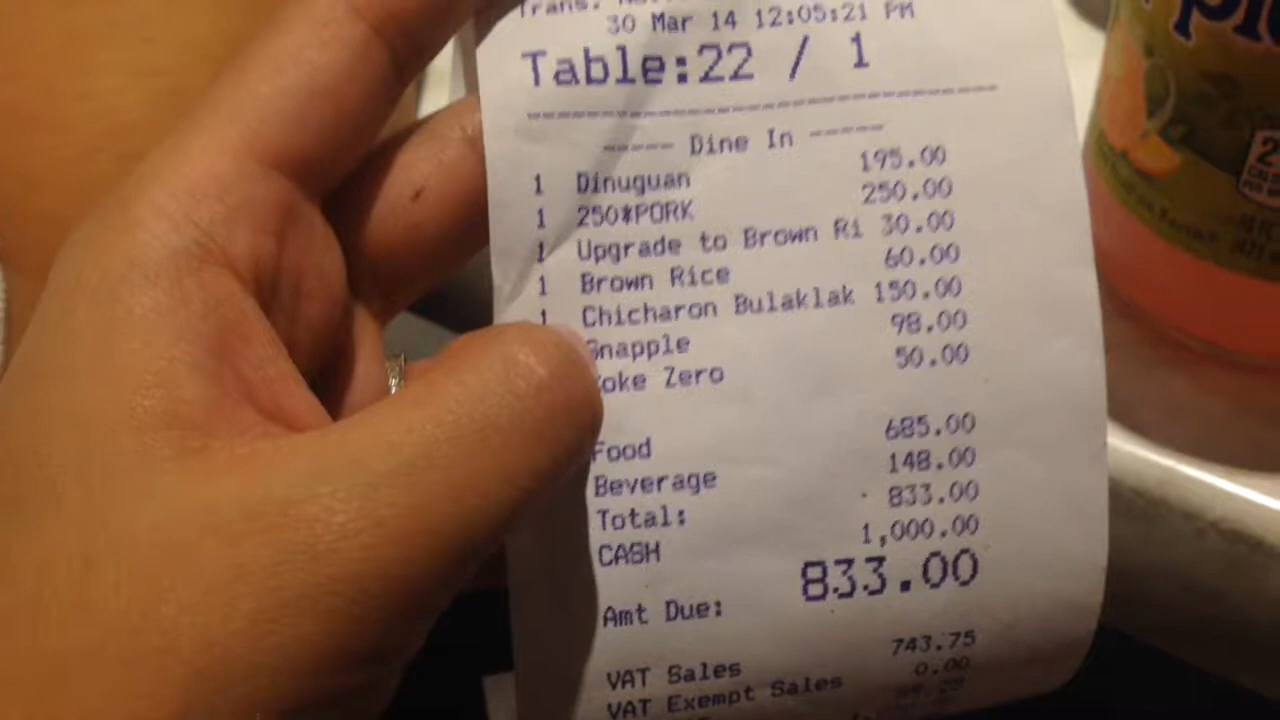 Trans.
30 Mar 14 12:05:21 PM
Table:22 / 1
----- Dine In -----
1 Dinuguan 195.00
1 250*PORK 250.00
1 Upgrade to Brown Ri 30.00
1 Brown Rice 60.00
1 Chicharon Bulaklak 150.00
Snapple 98.00
oke Zero 50.00
Food 685.00
Beverage 148.00
Total: 833.00
CASH 1,000.00
Amt Due: 833.00
VAT Sales 743.75
VAT Exempt Sales 0.00